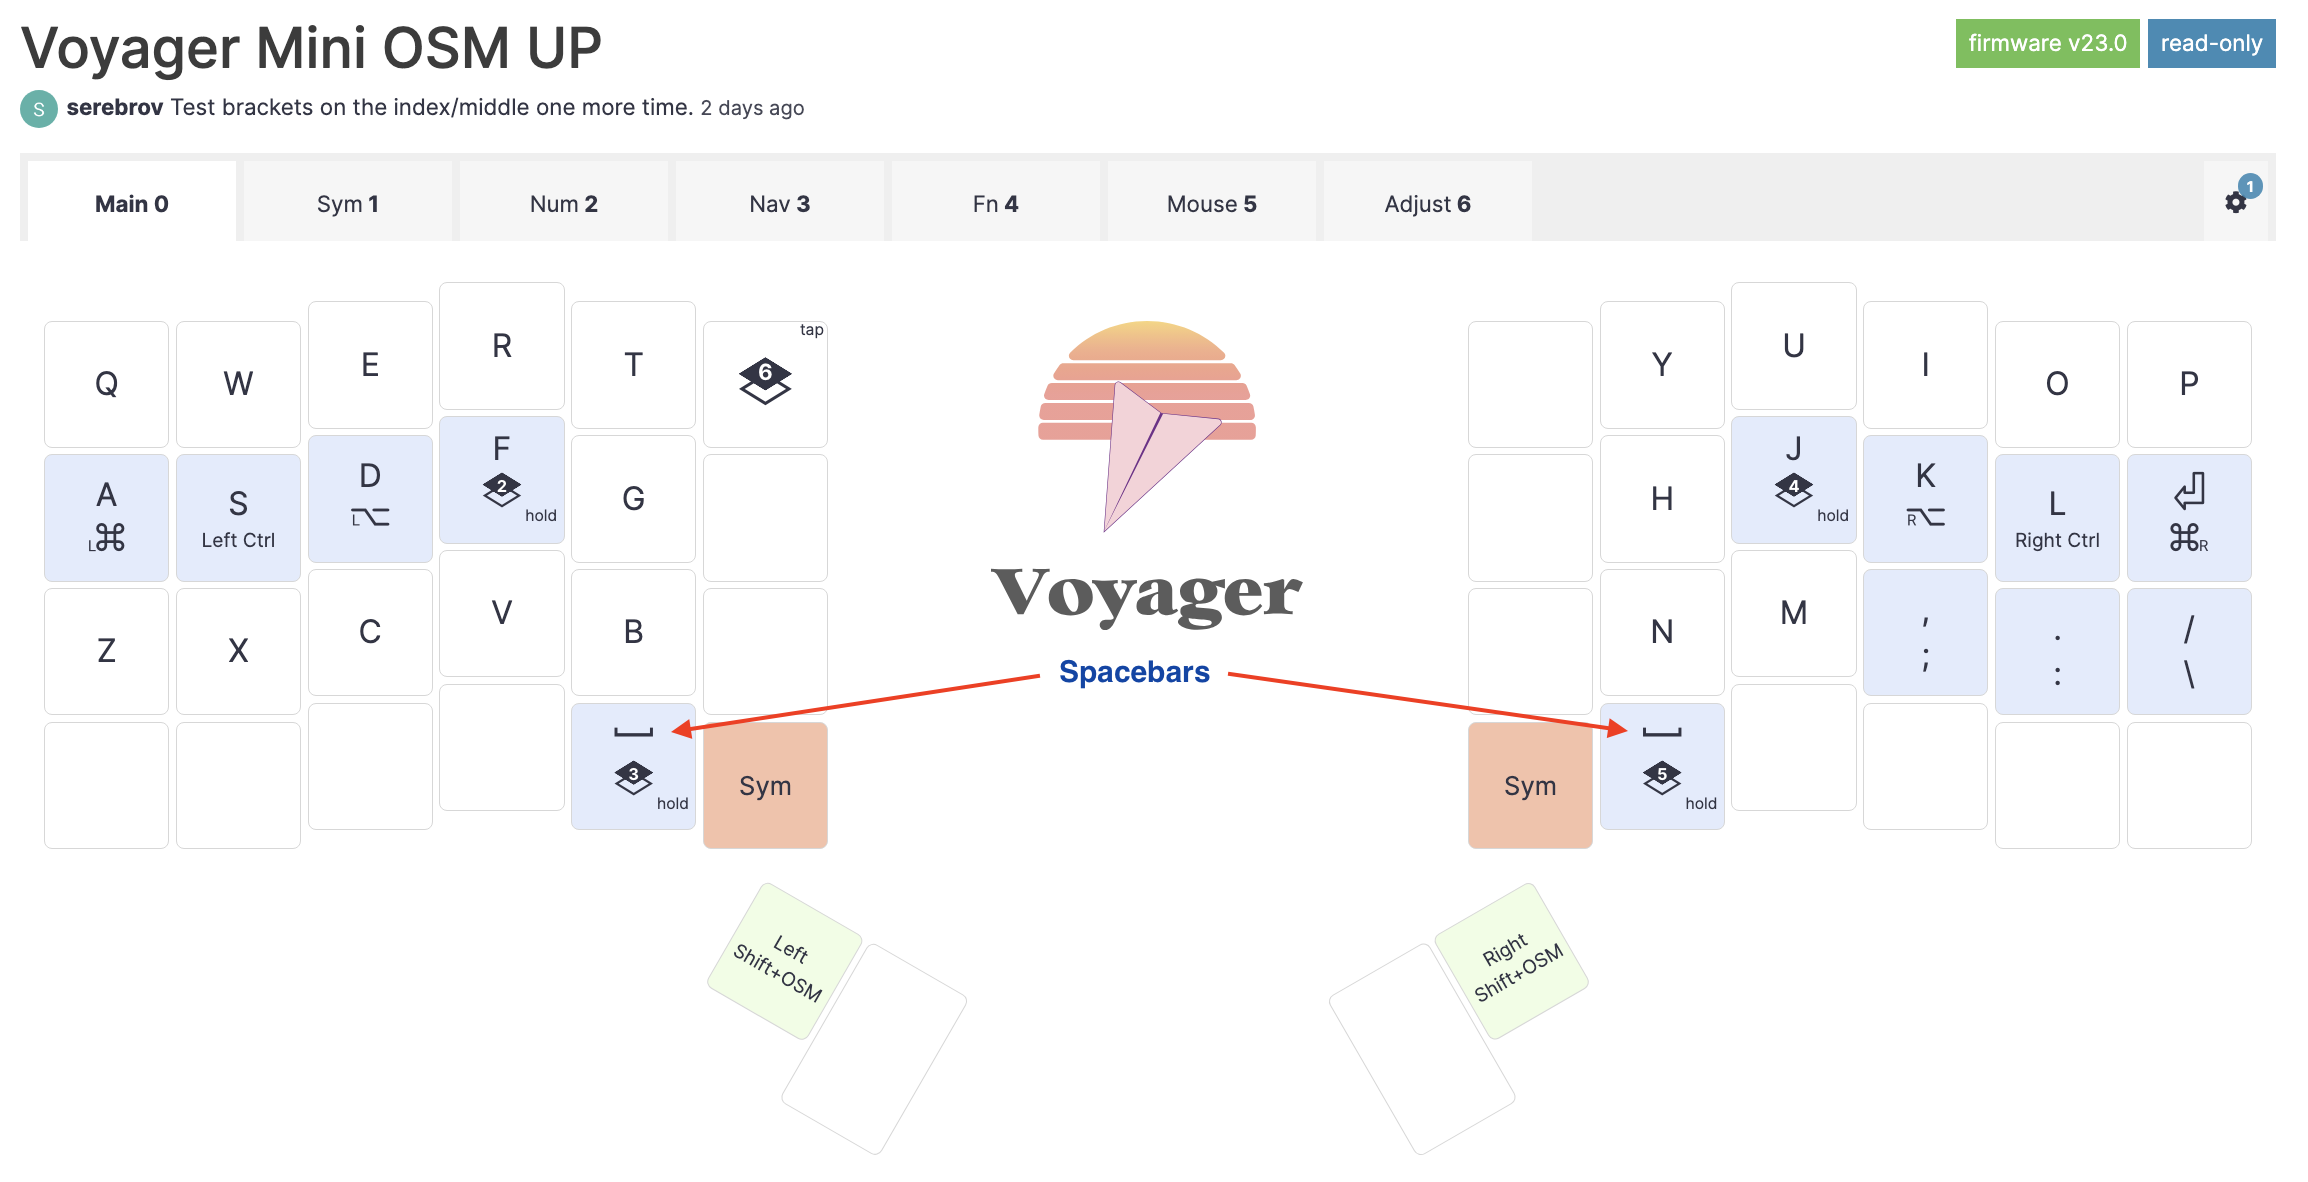 Voyager Mini OSM UP
firmware v23.0
read-only
S
serebrov Test brackets on the index/middle one more time. 2 days ago
Main 0
Sym 1
Num 2
Nav 3
Fn 4
Mouse 5
Adjust 6
1
Q
W
E
R
T
tap
6
Y
U
I
O
P
A
L⌘
S
Left Ctrl
D
L⌥
F
2
hold
G
H
J
4
hold
K
R⌥
L
Right Ctrl
⏎
⌘R
Z
X
C
V
B
N
M
,
;
.
:
/
\
Voyager
Spacebars
3
hold
Sym
Sym
5
hold
Left
Shift+OSM
Right
Shift+OSM